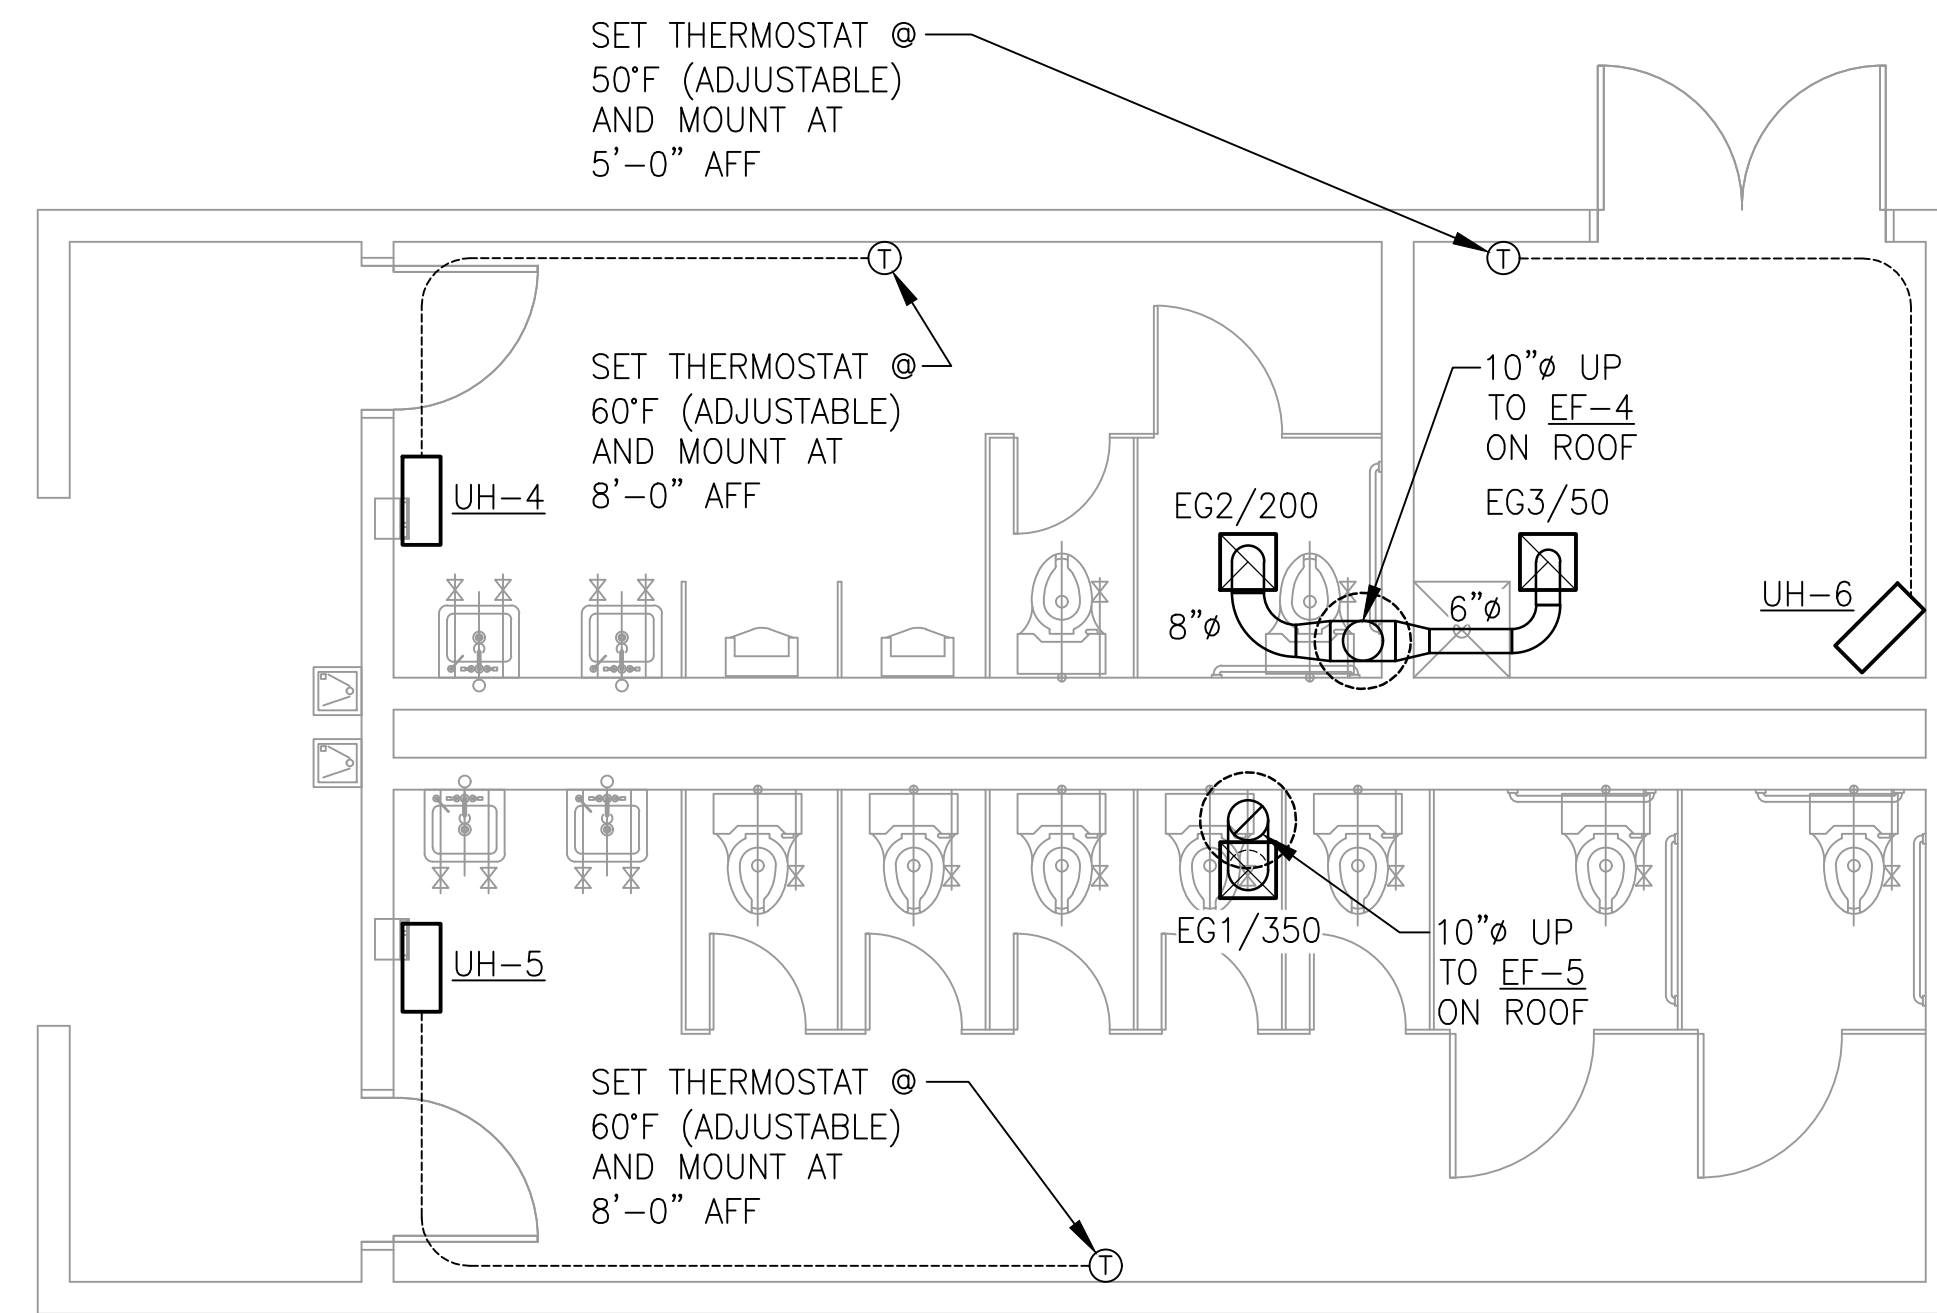 SET THERMOSTAT @
50°F (ADJUSTABLE)
AND MOUNT AT
5'-0" AFF
T
T
SET THERMOSTAT @
60°F (ADJUSTABLE)
AND MOUNT AT
8'-0" AFF
10"ø UP
TO EF-4
ON ROOF
UH-4
EG2/200
EG3/50
8"ø
6"ø
UH-6
EG1/350
10"ø UP
TO EF-5
ON ROOF
UH-5
SET THERMOSTAT @
60°F (ADJUSTABLE)
AND MOUNT AT
8'-0" AFF
T